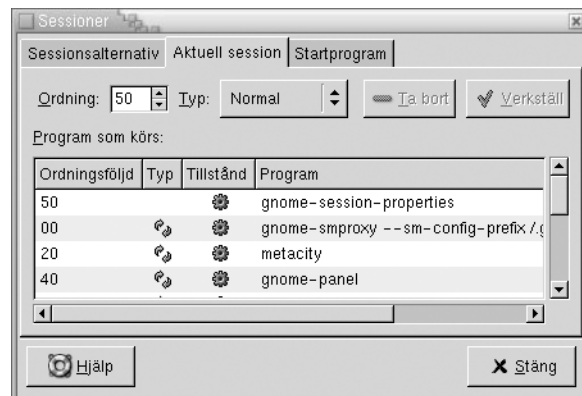 Sessioner
Sessionsalternativ Aktuell session Startprogram
Ordning: 50 Typ: Normal Ta bort Verkställ
Program som körs:
Ordningsföljd Typ Tillstånd Program
50 gnome-session-properties
00 gnome-smproxy --sm-config-prefix /.g
20 metacity
40 gnome-panel
Hjälp Stäng